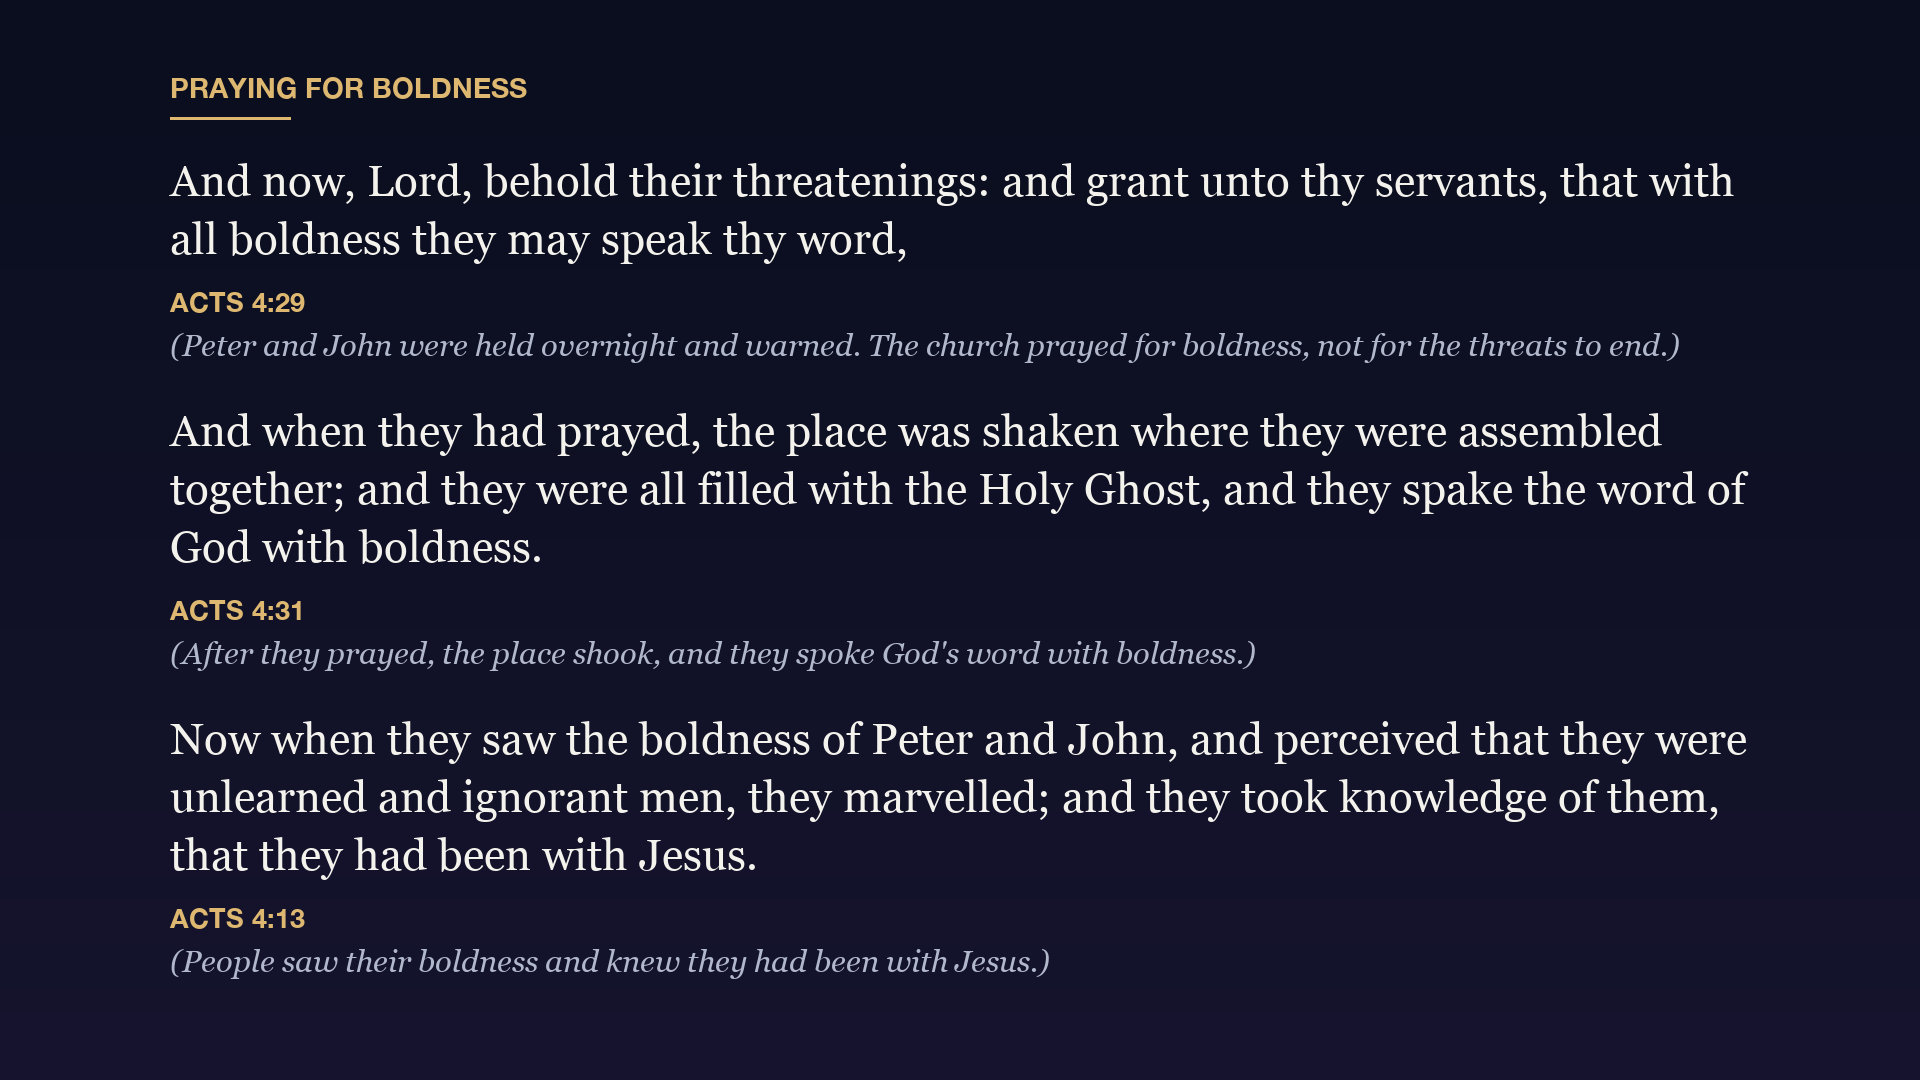 PRAYING FOR BOLDNESS
And now, Lord, behold their threatenings: and grant unto thy servants, that with
all boldness they may speak thy word,
ACTS 4:29
(Peter and John were held overnight and warned. The church prayed for boldness, not for the threats to end.)
And when they had prayed, the place was shaken where they were assembled
together; and they were all filled with the Holy Ghost, and they spake the word of
God with boldness.
ACTS 4:31
(After they prayed, the place shook, and they spoke God's word with boldness.)
Now when they saw the boldness of Peter and John, and perceived that they were
unlearned and ignorant men, they marvelled; and they took knowledge of them,
that they had been with Jesus.
ACTS 4:13
(People saw their boldness and knew they had been with Jesus.)